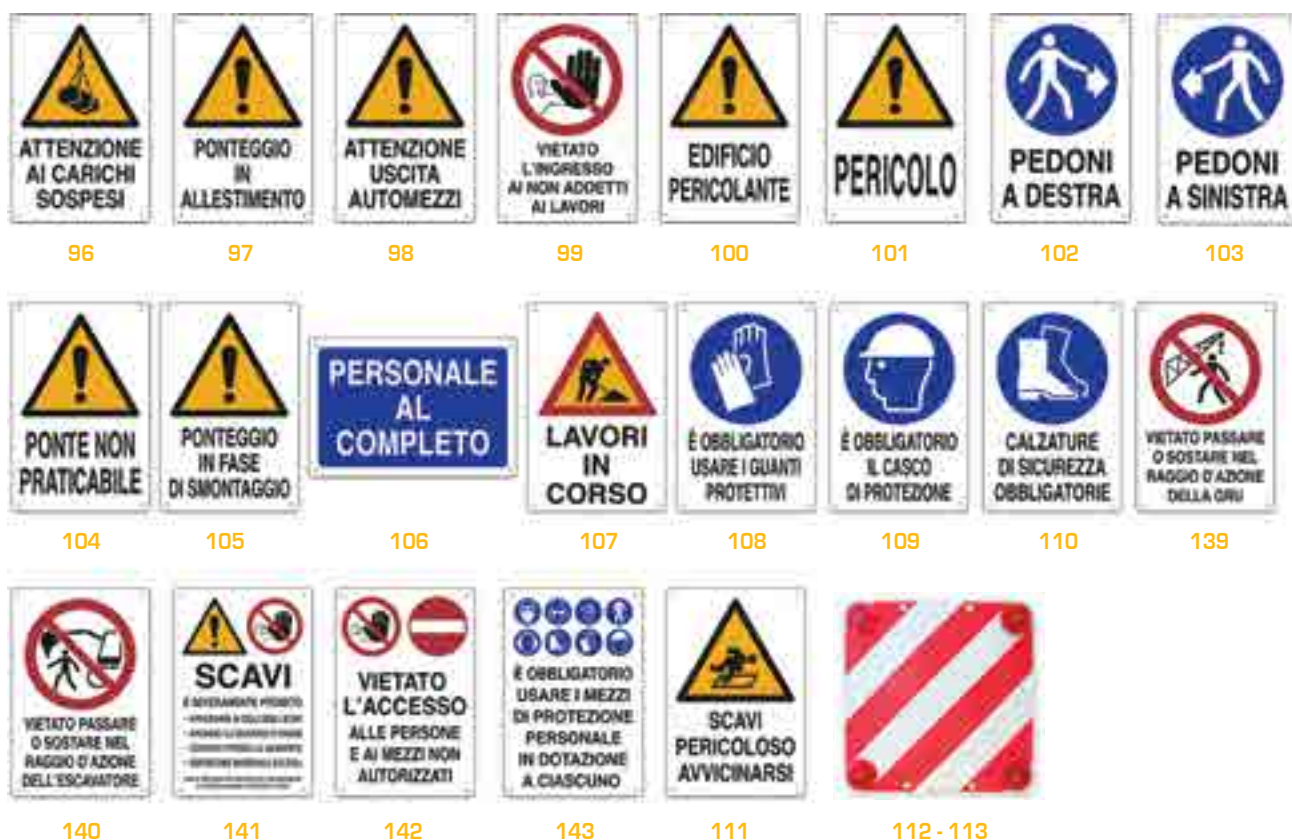 ATTENZIONE
AI CARICHI
SOSPESI
96
PONTEGGIO
IN
ALLESTIMENTO
97
ATTENZIONE
USCITA
AUTOMEZZI
98
VIETATO
L'INGRESSO
AI NON ADDETTI
AI LAVORI
99
EDIFICIO
PERICOLANTE
100
PERICOLO
101
PEDONI
A DESTRA
102
PEDONI
A SINISTRA
103
PONTE NON
PRATICABILE
104
PONTEGGIO
IN FASE
DI SMONTAGGIO
105
PERSONALE
AL
COMPLETO
106
LAVORI
IN
CORSO
107
È OBBLIGATORIO
USARE I GUANTI
PROTETTIVI
108
È OBBLIGATORIO
IL CASCO
DI PROTEZIONE
109
CALZATURE
DI SICUREZZA
OBBLIGATORIE
110
VIETATO PASSARE
O SOSTARE NEL
RAGGIO D'AZIONE
DELLA GRU
139
VIETATO PASSARE
O SOSTARE NEL
RAGGIO D'AZIONE
DELL'ESCAVATORE
140
SCAVI
È SEVERAMENTE PROIBITO
141
VIETATO
L'ACCESSO
ALLE PERSONE
E AI MEZZI NON
AUTORIZZATI
142
È OBBLIGATORIO
USARE I MEZZI
DI PROTEZIONE
PERSONALE
IN DOTAZIONE
A CIASCUNO
143
SCAVI
PERICOLOSO
AVVICINARSI
111
112 - 113